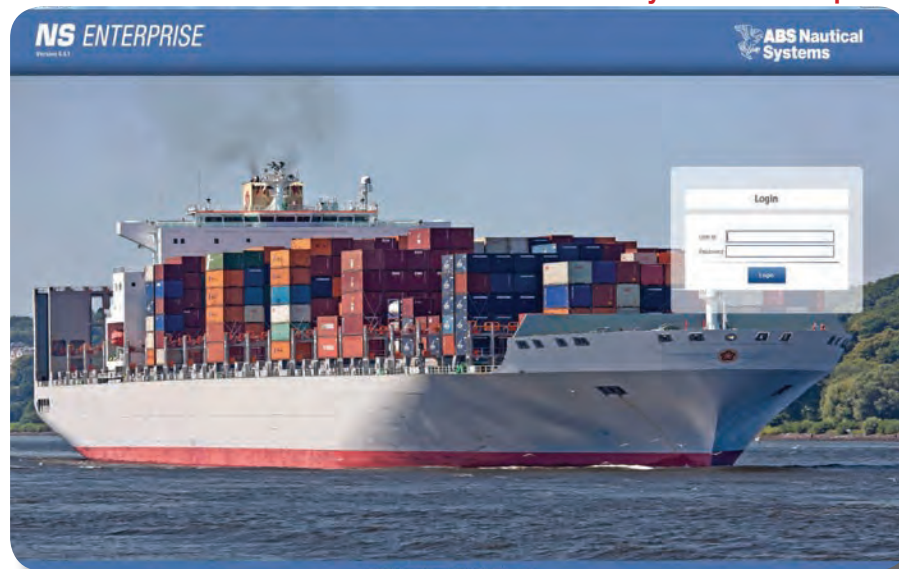 NS ENTERPRISE
ABS Nautical
Systems
Login
User ID
Password
Login